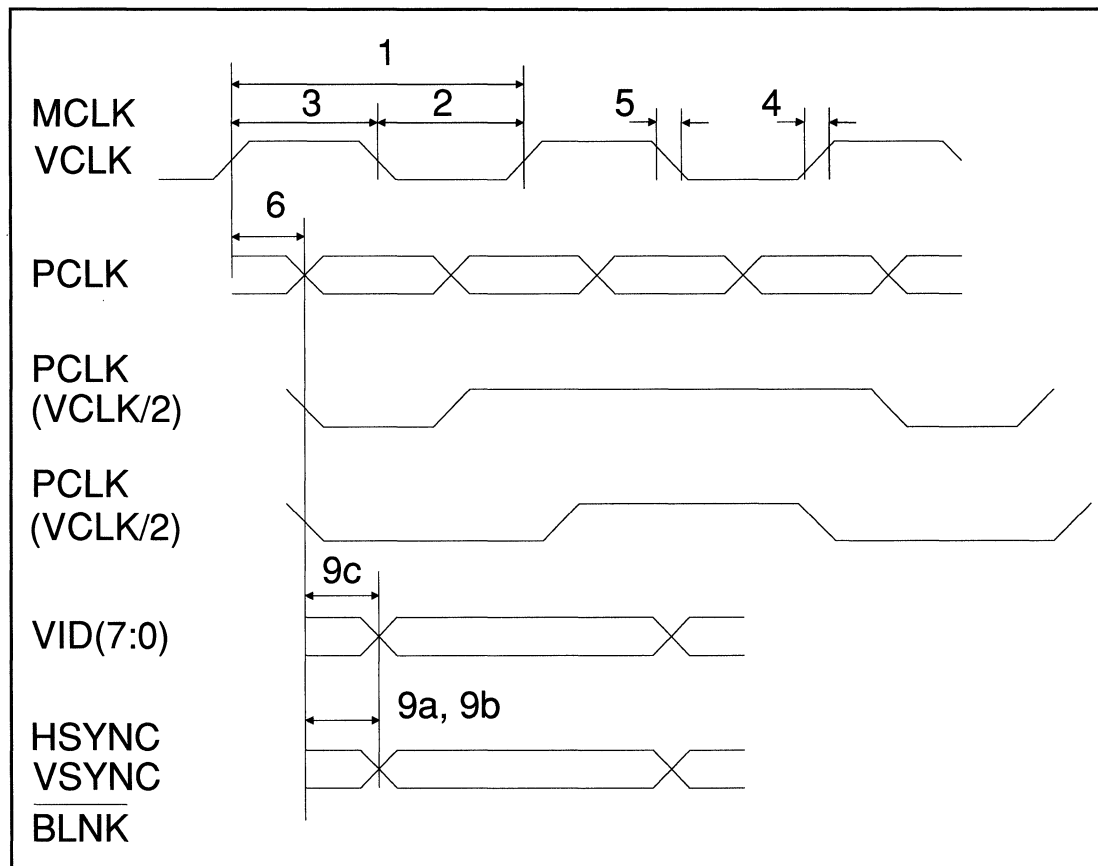 1
3 2 5 4
MCLK
VCLK
6
PCLK
PCLK
(VCLK/2)
PCLK
(VCLK/2)
9c
VID(7:0)
9a, 9b
HSYNC
VSYNC
BLNK